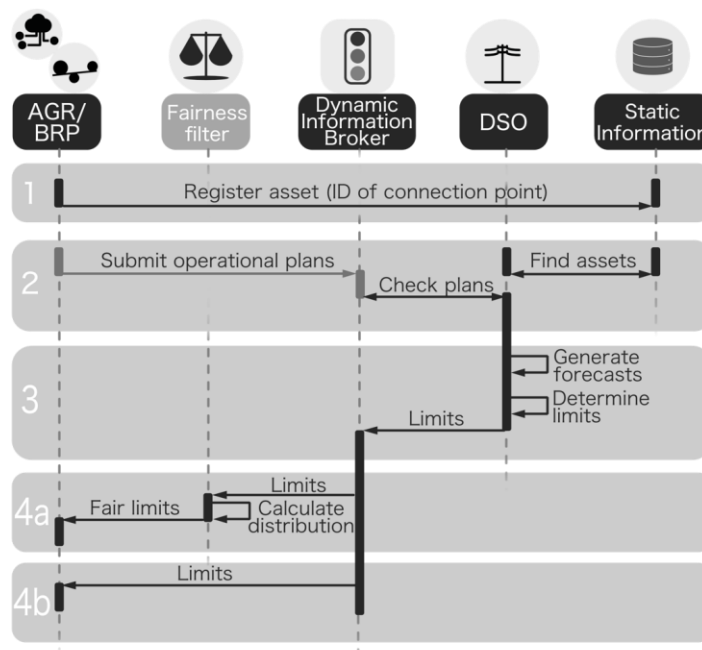 AGR/
BRP
Fairness
filter
Dynamic
Information
Broker
DSO
Static
Information
1
Register asset (ID of connection point)
2
Submit operational plans
Find assets
Check plans
3
Generate
forecasts
Determine
limits
Limits
4a
Limits
Fair limits
Calculate
distribution
4b
Limits